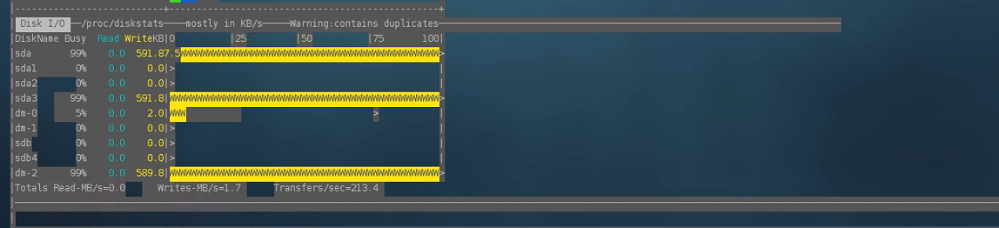 ----------------------------+------------------------------------------------+
Disk I/O ──/proc/diskstats────mostly in KB/s─────Warning:contains duplicates
|DiskName Busy Read WriteKB|0 |25 |50 |75 100|
|sda 99% 0.0 591.87.5WWWWWWWWWWWWWWWWWWWWWWWWWWWWWWWWWWWWWWWWWWWWWW>
|sda1 0% 0.0 0.0|> |
|sda2 0% 0.0 0.0|> |
|sda3 99% 0.0 591.8|WWWWWWWWWWWWWWWWWWWWWWWWWWWWWWWWWWWWWWWWWWWWWWWW>
|dm-0 5% 0.0 2.0|WWW > |
|dm-1 0% 0.0 0.0|> |
|sdb 0% 0.0 0.0|> |
|sdb4 0% 0.0 0.0|> |
|dm-2 99% 0.0 589.8|WWWWWWWWWWWWWWWWWWWWWWWWWWWWWWWWWWWWWWWWWWWWWWWW>
|Totals Read-MB/s=0.0 Writes-MB/s=1.7 Transfers/sec=213.4